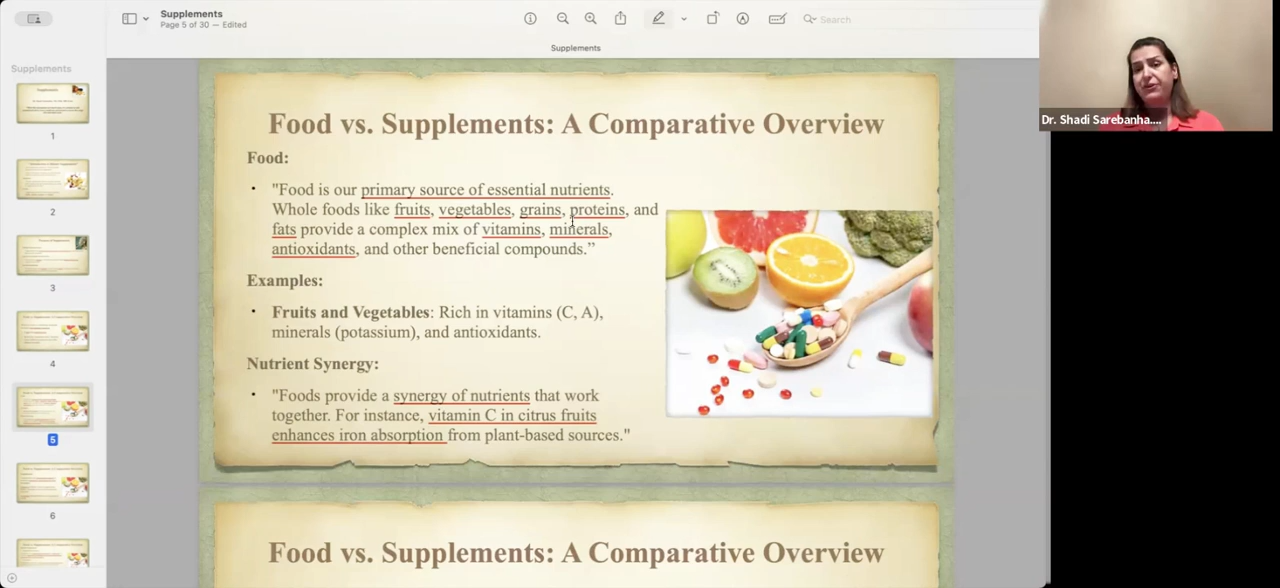 Supplements
Page 5 of 30 – Edited
Search
Supplements
Supplements
1
2
3
4
5
6
Food vs. Supplements: A Comparative Overview
Food:
· "Food is our primary source of essential nutrients.
Whole foods like fruits, vegetables, grains, proteins, and
fats provide a complex mix of vitamins, minerals,
antioxidants, and other beneficial compounds.”
Examples:
· Fruits and Vegetables: Rich in vitamins (C, A),
minerals (potassium), and antioxidants.
Nutrient Synergy:
· "Foods provide a synergy of nutrients that work
together. For instance, vitamin C in citrus fruits
enhances iron absorption from plant-based sources."
Food vs. Supplements: A Comparative Overview
Dr. Shadi Sarebanha....